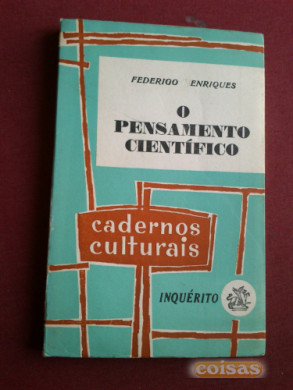 FEDERIGO ENRIQUES
O
PENSAMENTO
CIENTÍFICO
cadernos
culturais
INQUÉRITO
coisas